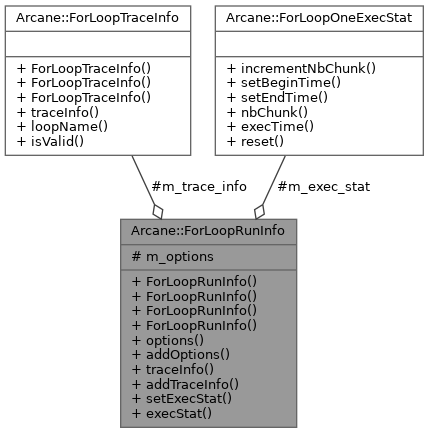 Arcane::ForLoopTraceInfo
+ ForLoopTraceInfo()
+ ForLoopTraceInfo()
+ ForLoopTraceInfo()
+ traceInfo()
+ loopName()
+ isValid()
Arcane::ForLoopOneExecStat
+ incrementNbChunk()
+ setBeginTime()
+ setEndTime()
+ nbChunk()
+ execTime()
+ reset()
#m_trace_info
#m_exec_stat
Arcane::ForLoopRunInfo
# m_options
+ ForLoopRunInfo()
+ ForLoopRunInfo()
+ ForLoopRunInfo()
+ ForLoopRunInfo()
+ options()
+ addOptions()
+ traceInfo()
+ addTraceInfo()
+ setExecStat()
+ execStat()